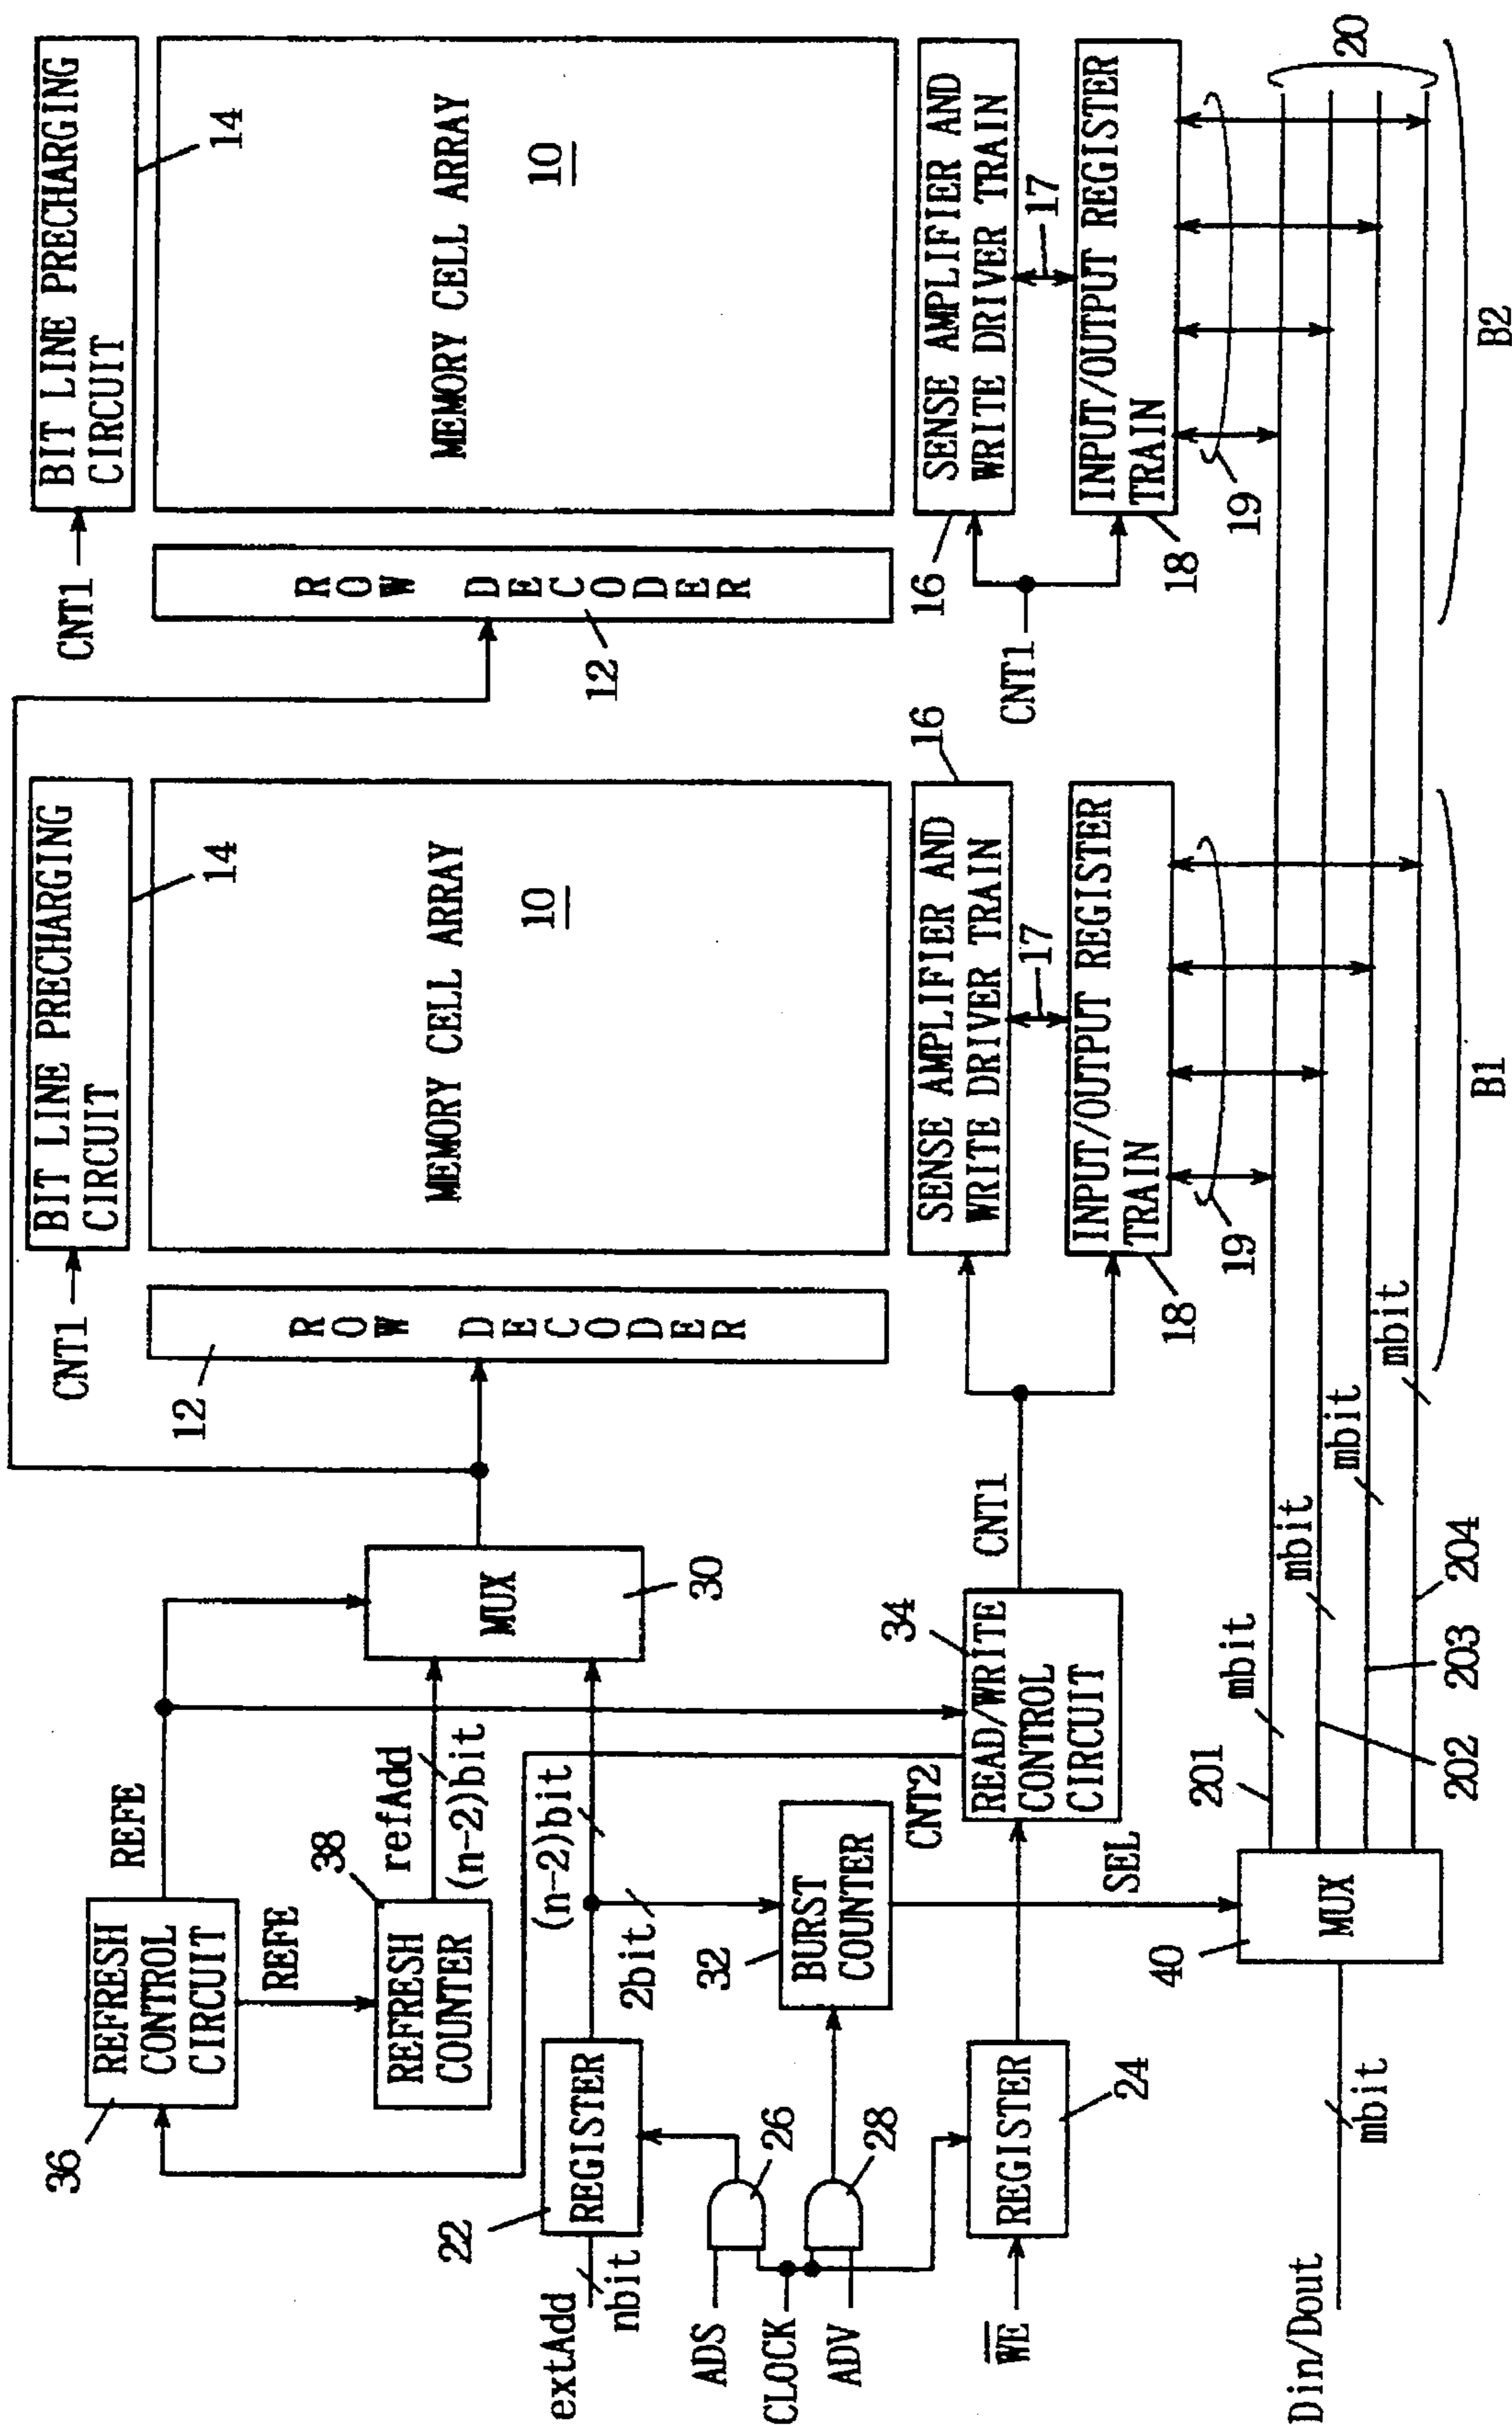 extAdd
nbit
22
REGISTER
ADS
CLOCK
ADV
26
28
WE
REGISTER
24
Din/Dout
mbit
36
REFRESH
CONTROL
CIRCUIT
REFE
REFE
38
REFRESH
COUNTER
refAdd
(n-2)bit
(n-2)bit
2bit
32
BURST
COUNTER
CNT2
SEL
40
MUX
MUX
30
34
READ/WRITE
CONTROL
CIRCUIT
CNT1
201
202
203
204
mbit
mbit
mbit
mbit
CNT1
BIT LINE PRECHARGING
CIRCUIT
14
12
ROW DECODER
MEMORY CELL ARRAY
10
16
SENSE AMPLIFIER AND
WRITE DRIVER TRAIN
17
18
INPUT/OUTPUT REGISTER
TRAIN
19
B1
CNT1
BIT LINE PRECHARGING
CIRCUIT
14
12
ROW DECODER
MEMORY CELL ARRAY
10
CNT1
16
SENSE AMPLIFIER AND
WRITE DRIVER TRAIN
17
18
INPUT/OUTPUT REGISTER
TRAIN
19
20
B2